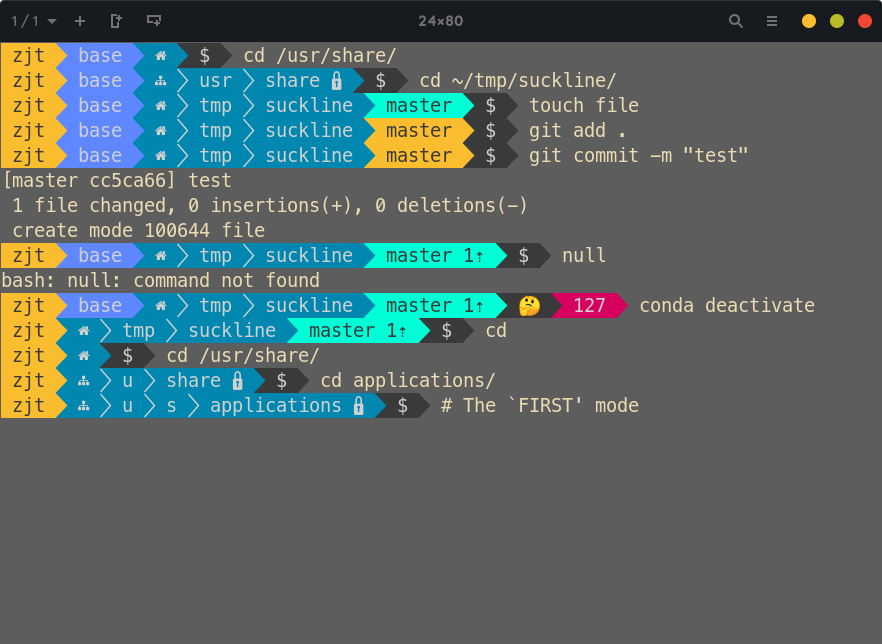 1 / 1 24×80
zjt base $ cd /usr/share/
zjt base usr share $ cd ~/tmp/suckline/
zjt base tmp suckline master $ touch file
zjt base tmp suckline master $ git add .
zjt base tmp suckline master $ git commit -m "test"
[master cc5ca66] test
1 file changed, 0 insertions(+), 0 deletions(-)
create mode 100644 file
zjt base tmp suckline master 1↑ $ null
bash: null: command not found
zjt base tmp suckline master 1↑ 🤔 127 conda deactivate
zjt tmp suckline master 1↑ $ cd
zjt $ cd /usr/share/
zjt u share $ cd applications/
zjt u s applications $ # The `FIRST' mode